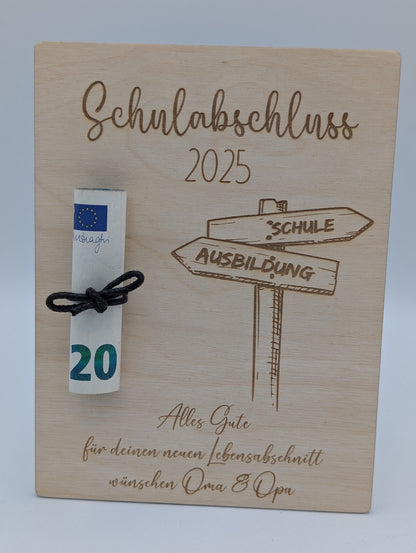 Schulabschluss
2025
SCHULE
AUSBILDUNG
20
Alles Gute
für deinen neuen Lebensabschnitt
wünschen Oma & Opa